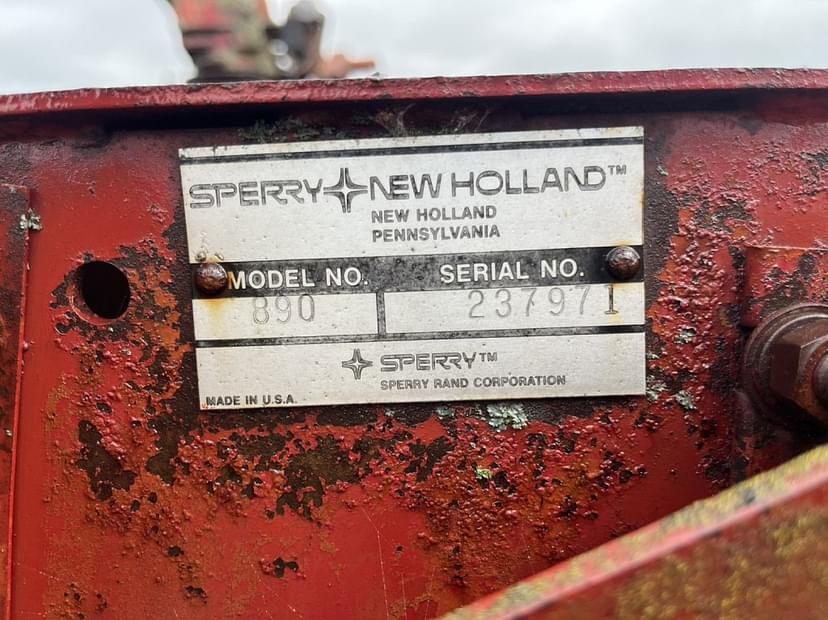 SPERRY NEW HOLLAND™
NEW HOLLAND
PENNSYLVANIA
MODEL NO. SERIAL NO.
890 237971
SPERRY™
SPERRY RAND CORPORATION
MADE IN U.S.A.